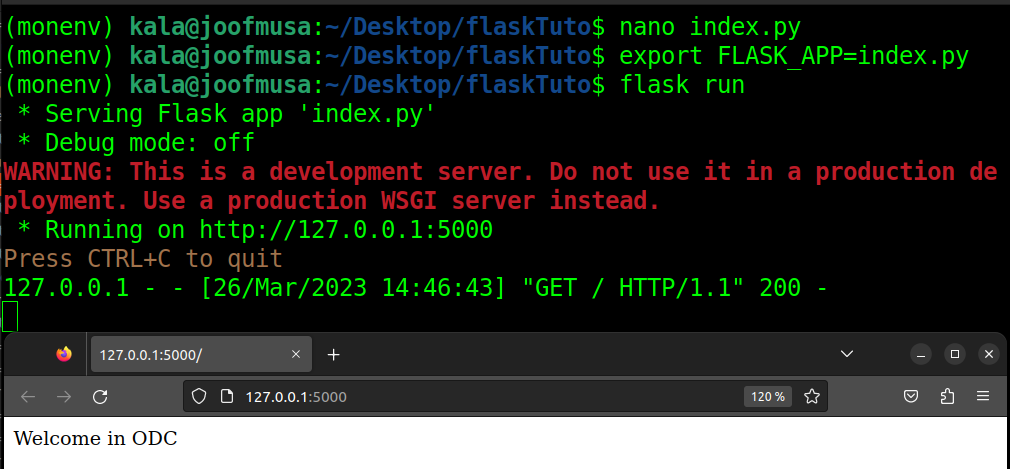 (monenv) kala@joofmusa:~/Desktop/flaskTuto$ nano index.py
(monenv) kala@joofmusa:~/Desktop/flaskTuto$ export FLASK_APP=index.py
(monenv) kala@joofmusa:~/Desktop/flaskTuto$ flask run
 * Serving Flask app 'index.py'
 * Debug mode: off
WARNING: This is a development server. Do not use it in a production de
ployment. Use a production WSGI server instead.
 * Running on http://127.0.0.1:5000
Press CTRL+C to quit
127.0.0.1 - - [26/Mar/2023 14:46:43] "GET / HTTP/1.1" 200 -
127.0.0.1:5000/
127.0.0.1:5000 120 %
Welcome in ODC